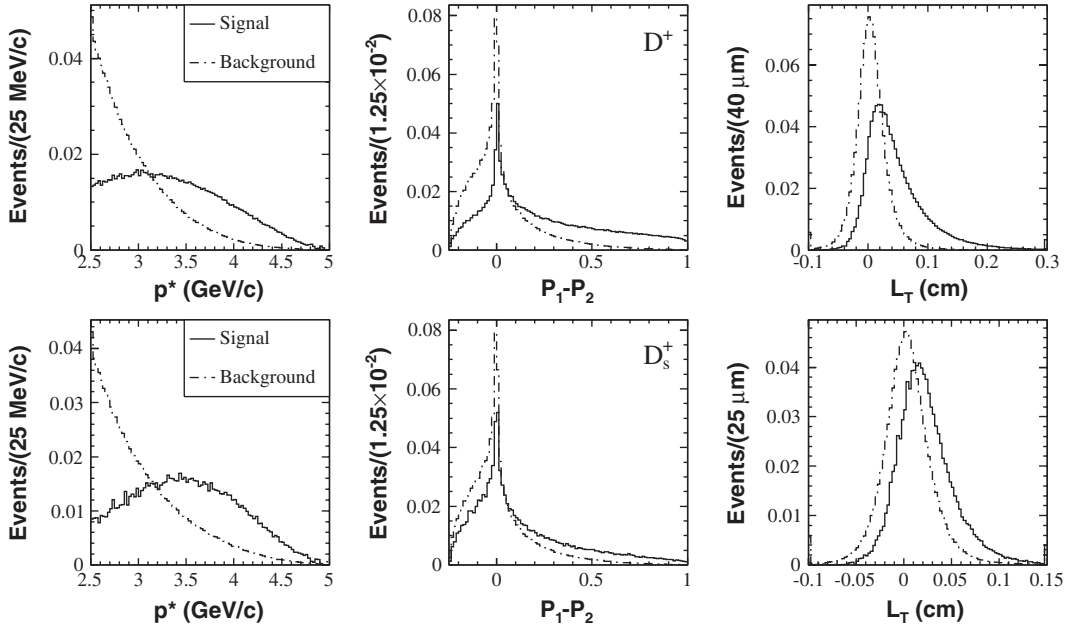 Events/(25 MeV/c)
0.04
0.02
0
Signal
Background
2.5 3 3.5 4 4.5 5
p* (GeV/c)
Events/(1.25×10⁻²)
0.08
0.06
0.04
0.02
0
D⁺
0 0.5 1
P₁-P₂
Events/(40 μm)
0.06
0.04
0.02
0
-0.1 0 0.1 0.2 0.3
L_T (cm)
Events/(25 MeV/c)
0.04
0.03
0.02
0.01
0
Signal
Background
2.5 3 3.5 4 4.5 5
p* (GeV/c)
Events/(1.25×10⁻²)
0.08
0.06
0.04
0.02
0
D_s⁺
0 0.5 1
P₁-P₂
Events/(25 μm)
0.04
0.03
0.02
0.01
0
-0.1 -0.05 0 0.05 0.1 0.15
L_T (cm)